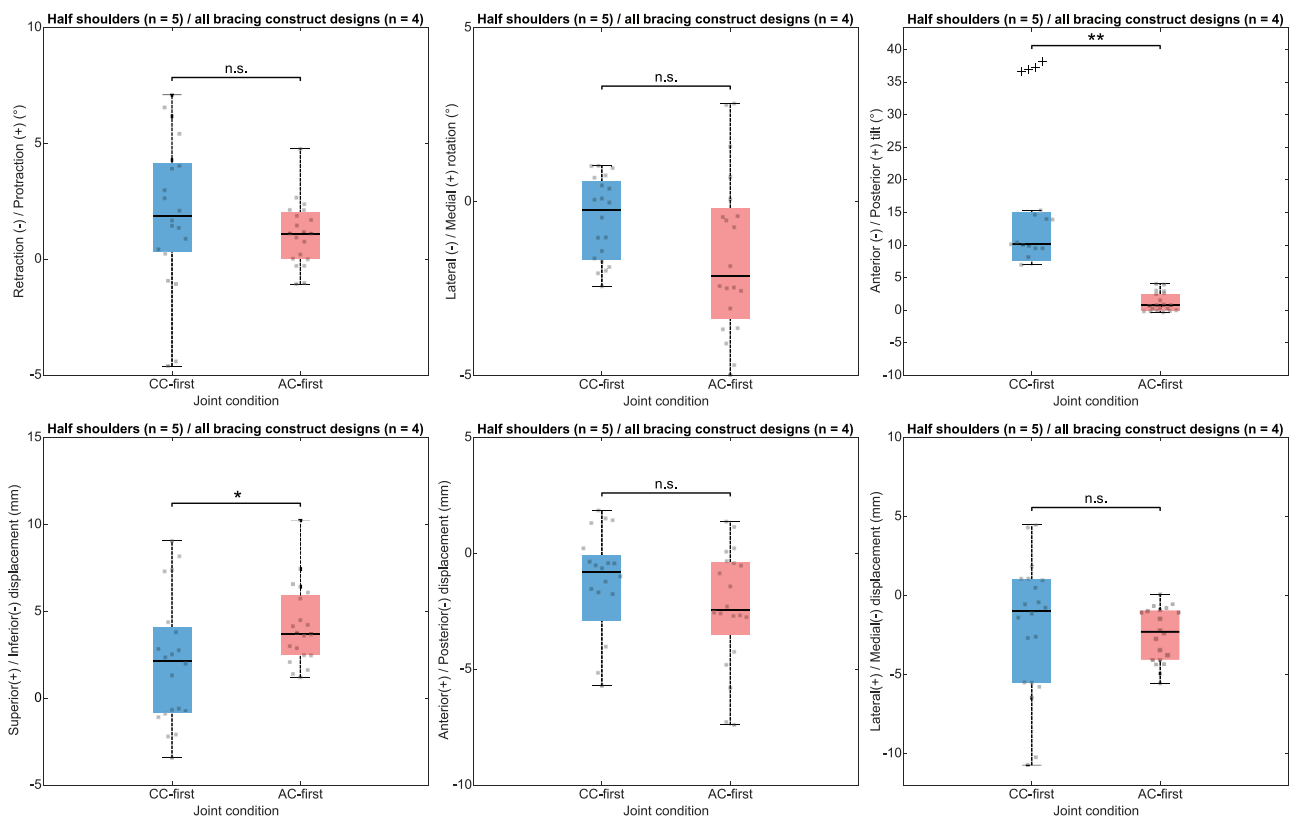 Half shoulders (n = 5) / all bracing construct designs (n = 4)
Retraction (-) / Protraction (+) (°)
10
5
0
-5
n.s.
CC-first
AC-first
Joint condition
Half shoulders (n = 5) / all bracing construct designs (n = 4)
Lateral (-) / Medial (+) rotation (°)
5
0
-5
n.s.
CC-first
AC-first
Joint condition
Half shoulders (n = 5) / all bracing construct designs (n = 4)
Anterior (-) / Posterior (+) tilt (°)
40
35
30
25
20
15
10
5
0
-5
-10
**
CC-first
AC-first
Joint condition
Half shoulders (n = 5) / all bracing construct designs (n = 4)
Superior(+) / Inferior(-) displacement (mm)
15
10
5
0
-5
*
CC-first
AC-first
Joint condition
Half shoulders (n = 5) / all bracing construct designs (n = 4)
Anterior(+) / Posterior(-) displacement (mm)
5
0
-5
-10
n.s.
CC-first
AC-first
Joint condition
Half shoulders (n = 5) / all bracing construct designs (n = 4)
Lateral(+) / Medial(-) displacement (mm)
10
5
0
-5
-10
n.s.
CC-first
AC-first
Joint condition